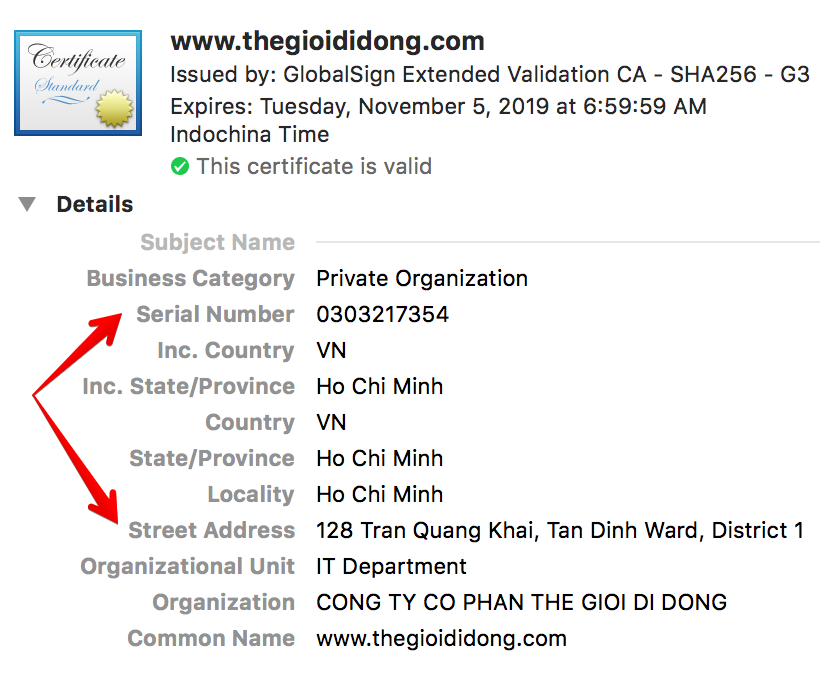 Certificate
Standard
www.thegioididong.com
Issued by: GlobalSign Extended Validation CA - SHA256 - G3
Expires: Tuesday, November 5, 2019 at 6:59:59 AM
Indochina Time
This certificate is valid
Details
Subject Name
Business Category Private Organization
Serial Number 0303217354
Inc. Country VN
Inc. State/Province Ho Chi Minh
Country VN
State/Province Ho Chi Minh
Locality Ho Chi Minh
Street Address 128 Tran Quang Khai, Tan Dinh Ward, District 1
Organizational Unit IT Department
Organization CONG TY CO PHAN THE GIOI DI DONG
Common Name www.thegioididong.com